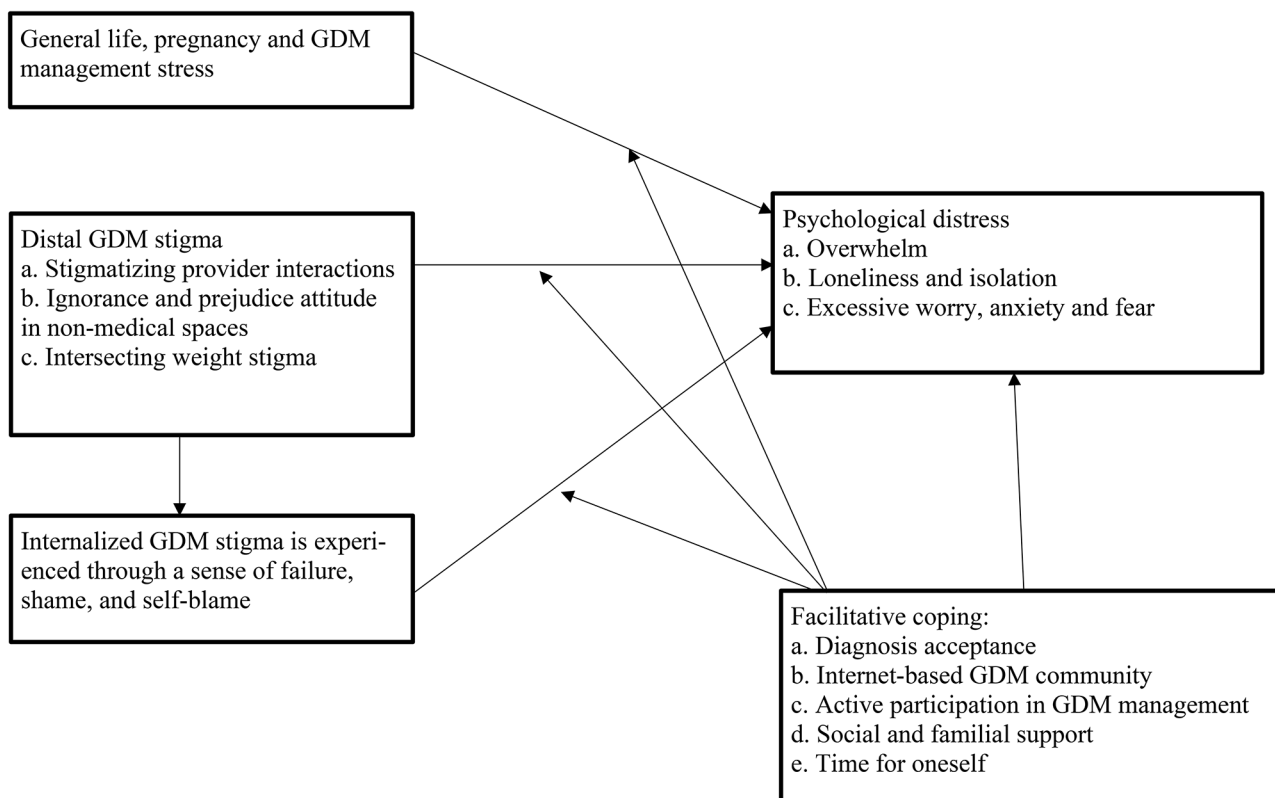 General life, pregnancy and GDM
management stress
Distal GDM stigma
a. Stigmatizing provider interactions
b. Ignorance and prejudice attitude
in non-medical spaces
c. Intersecting weight stigma
Internalized GDM stigma is experi-
enced through a sense of failure,
shame, and self-blame
Psychological distress
a. Overwhelm
b. Loneliness and isolation
c. Excessive worry, anxiety and fear
Facilitative coping:
a. Diagnosis acceptance
b. Internet-based GDM community
c. Active participation in GDM management
d. Social and familial support
e. Time for oneself